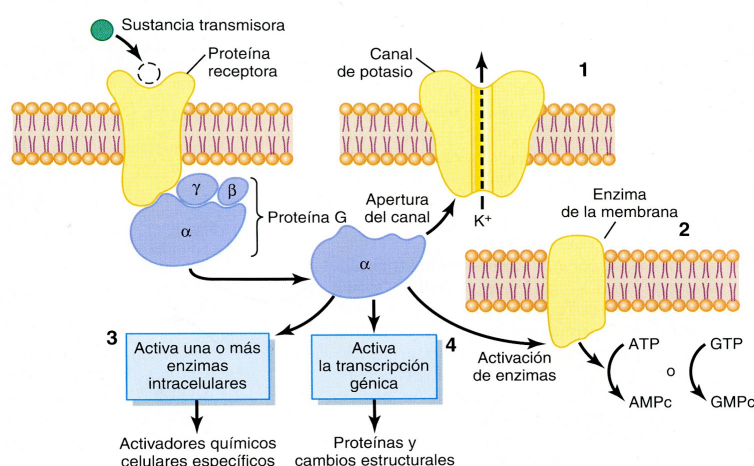 Sustancia transmisora
Proteína
receptora
Canal
de potasio
1
γ
β
α
Proteína G
Apertura
del canal
K+
Enzima
de la membrana
2
α
3
Activa una o más
enzimas
intracelulares
4
Activa
la transcripción
génica
Activación
de enzimas
ATP
o
GTP
AMPc
GMPc
Activadores químicos
celulares específicos
Proteínas y
cambios estructurales